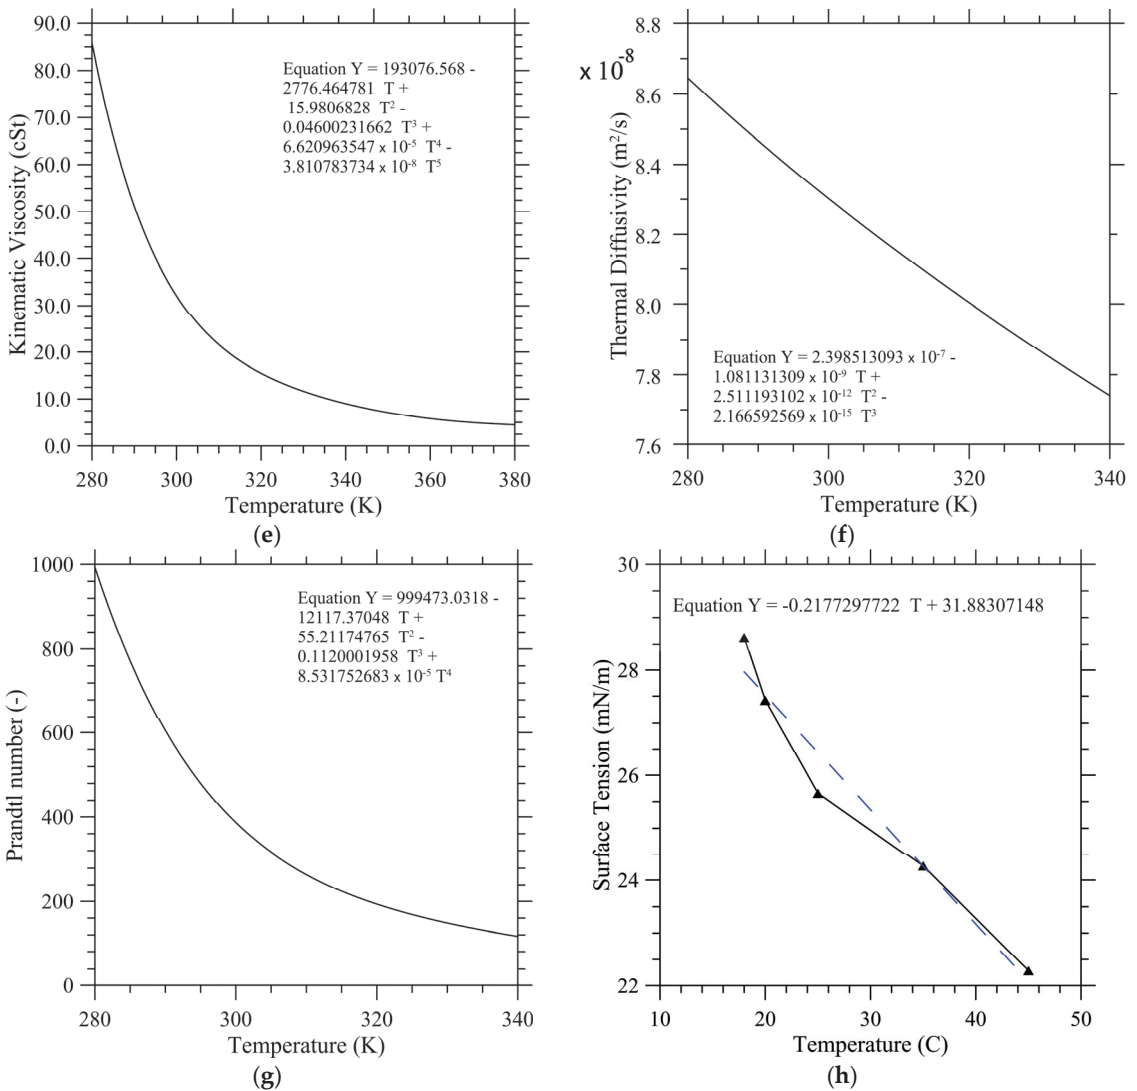 90.0
80.0
70.0
60.0
50.0
40.0
30.0
20.0
10.0
0.0
Kinematic Viscosity (cSt)
Equation Y = 193076.568 -
2776.464781 T +
15.9806828 T² -
0.04600231662 T³ +
6.620963547 x 10⁻⁵ T⁴ -
3.810783734 x 10⁻⁸ T⁵
280 300 320 340 360 380
Temperature (K)
(e)
x 10⁻⁸
8.8
8.6
8.4
8.2
8.0
7.8
7.6
Thermal Diffusivity (m²/s)
Equation Y = 2.398513093 x 10⁻⁷ -
1.081131309 x 10⁻⁹ T +
2.511193102 x 10⁻¹² T² -
2.166592569 x 10⁻¹⁵ T³
280 300 320 340
Temperature (K)
(f)
1000
800
600
400
200
0
Prandtl number (-)
Equation Y = 999473.0318 -
12117.37048 T +
55.21174765 T² -
0.1120001958 T³ +
8.531752683 x 10⁻⁵ T⁴
280 300 320 340
Temperature (K)
(g)
30
28
26
24
22
Surface Tension (mN/m)
Equation Y = -0.2177297722 T + 31.88307148
10 20 30 40 50
Temperature (C)
(h)